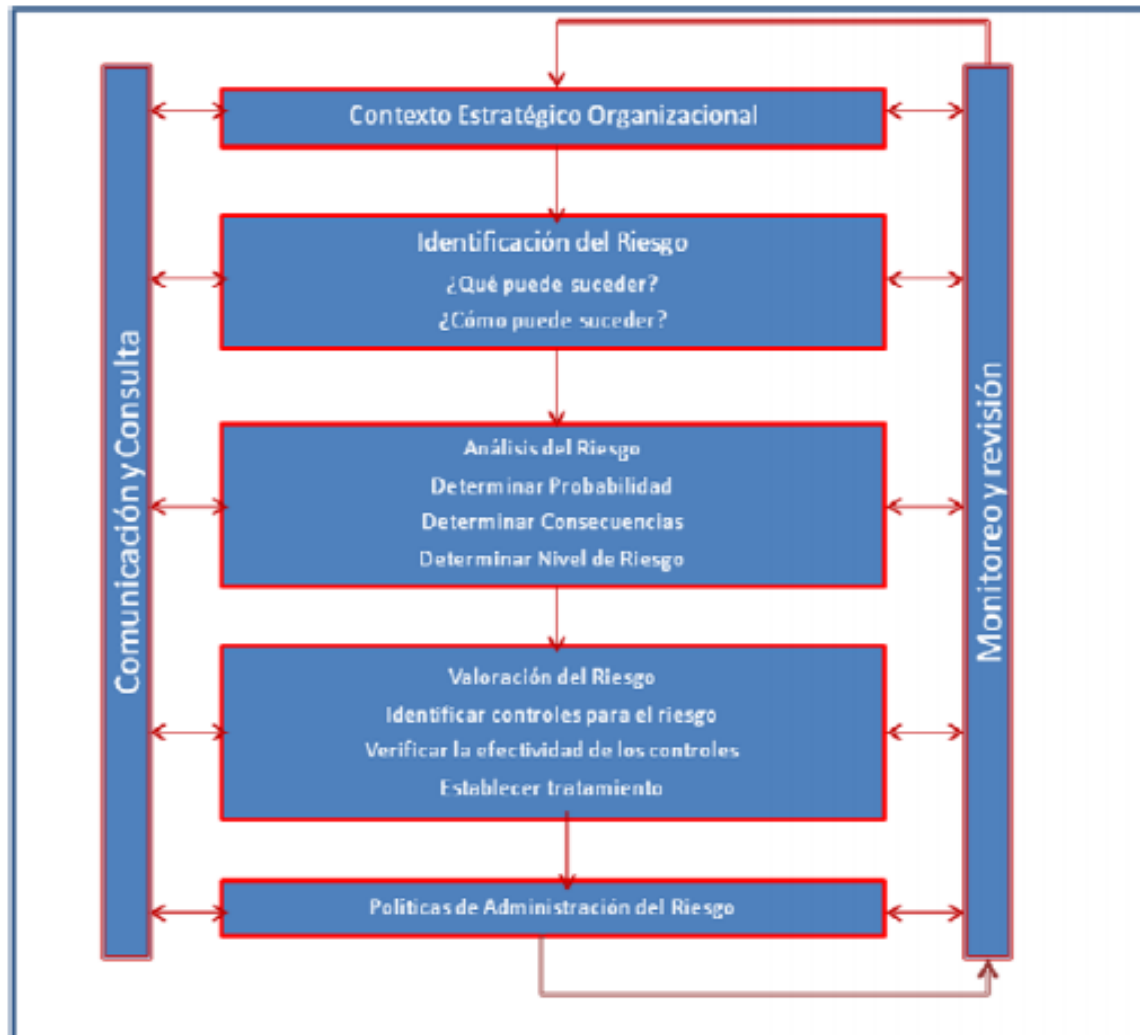 Comunicación y Consulta
Contexto Estratégico Organizacional
Identificación del Riesgo
¿Qué puede suceder?
¿Cómo puede suceder?
Análisis del Riesgo
Determinar Probabilidad
Determinar Consecuencias
Determinar Nivel de Riesgo
Valoración del Riesgo
Identificar controles para el riesgo
Verificar la efectividad de los controles
Establecer tratamiento
Políticas de Administración del Riesgo
Monitoreo y revisión